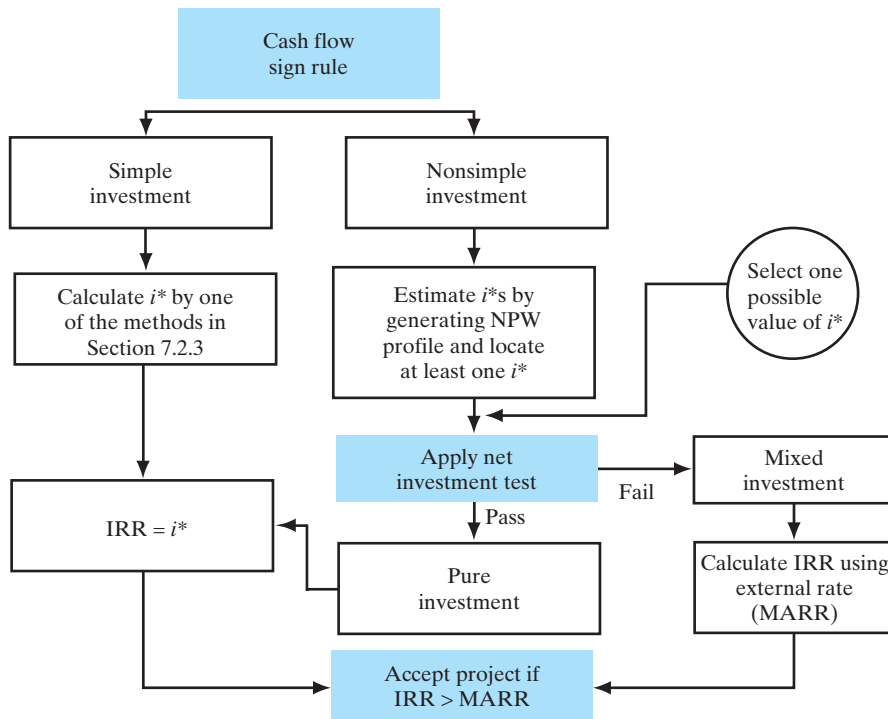 Cash flow
sign rule
Simple
investment
Nonsimple
investment
Calculate i* by one
of the methods in
Section 7.2.3
Estimate i*s by
generating NPW
profile and locate
at least one i*
Select one
possible
value of i*
Apply net
investment test
Fail
Mixed
investment
Pass
IRR = i*
Pure
investment
Calculate IRR using
external rate
(MARR)
Accept project if
IRR > MARR